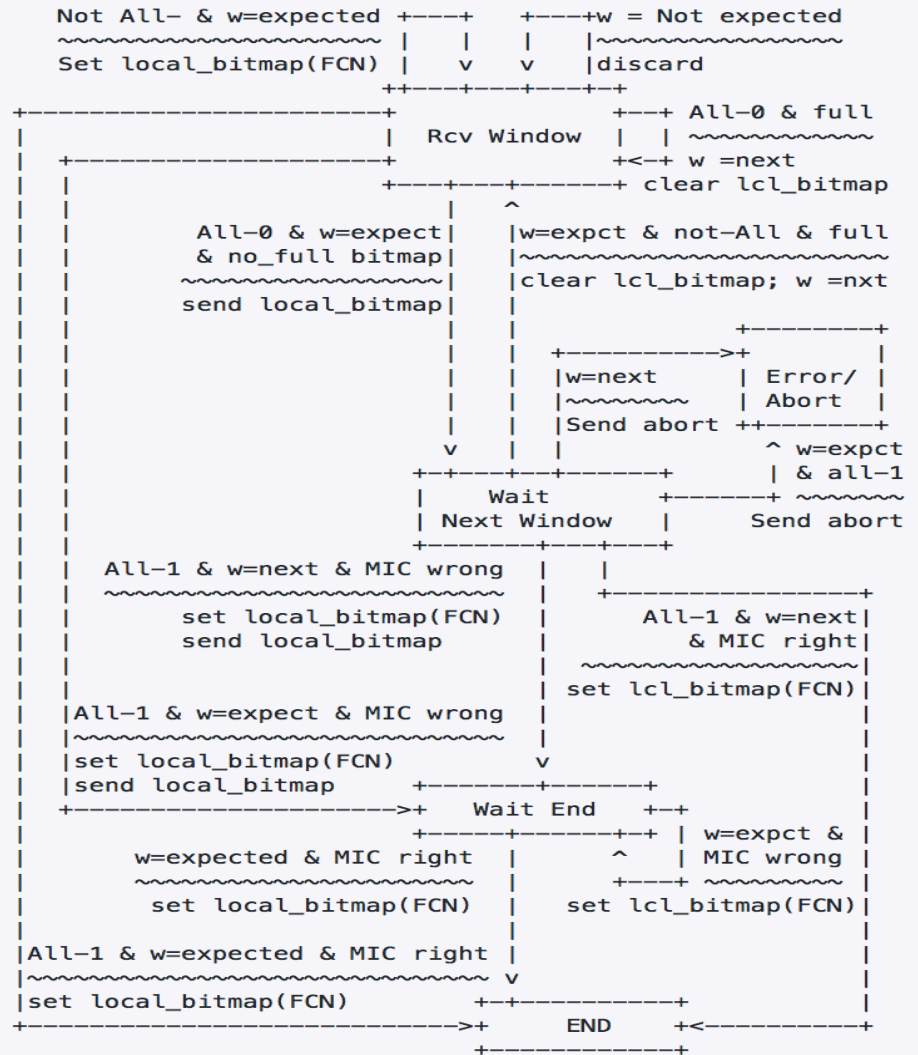 Not All- & w=expected +---+   +---+w = Not expected
~~~~~~~~~~~~~~~~~~~~~ |   |   |   |~~~~~~~~~~~~~~~~
Set local_bitmap(FCN) |   v   v   |discard
++---+---+---+-+
+-----------------------+              +--+ All-0 & full
|                       |  Rcv Window  |  | ~~~~~~~~~~~~
|  +--------------------+              +<-+ w =next
|  |                    +---+---+------+ clear lcl_bitmap
|  |                        |   ^
|  |        All-0 & w=expect|   |w=expct & not-All & full
|  |        & no_full bitmap|   |~~~~~~~~~~~~~~~~~~~~~~~~
|  |       ~~~~~~~~~~~~~~~~~|   |clear lcl_bitmap; w =nxt
|  |       send local_bitmap|   |
|  |                        |   |              +--------+
|  |                        |   |  +---------->+        |
|  |                        |   |  |w=next     | Error/ |
|  |                        |   |  |~~~~~~~~   | Abort  |
|  |                        |   |  |Send abort ++-------+
|  |                        v   |  |             ^ w=expct
|  |                      +-+---+--+------+      | & all-1
|  |                      |    Wait       +------+ ~~~~~~~
|  |                      | Next Window   |     Send abort
|  |                      +-------+---+---+
|  |  All-1 & w=next & MIC wrong  |   |
|  |  ~~~~~~~~~~~~~~~~~~~~~~~~~~  |   +----------------+
|  |       set local_bitmap(FCN)  |      All-1 & w=next|
|  |       send local_bitmap      |         & MIC right|
|  |                              |  ~~~~~~~~~~~~~~~~~~|
|  |                              | set lcl_bitmap(FCN)|
|  |All-1 & w=expect & MIC wrong  |                    |
|  |~~~~~~~~~~~~~~~~~~~~~~~~~~~~  |                    |
|  |set local_bitmap(FCN)         v                    |
|  |send local_bitmap     +-------+------+             |
|  +--------------------->+   Wait End   +-+           |
|                         +-----+------+-+ | w=expct & |
|       w=expected & MIC right  |      ^   | MIC wrong |
|       ~~~~~~~~~~~~~~~~~~~~~~  |      +---+ ~~~~~~~~~ |
|        set local_bitmap(FCN)  |   set lcl_bitmap(FCN)|
|                               |                      |
|All-1 & w=expected & MIC right |                      |
|~~~~~~~~~~~~~~~~~~~~~~~~~~~~~~ v                      |
|set local_bitmap(FCN)        +-+----------+           |
+---------------------------->+     END    +<----------+
+------------+